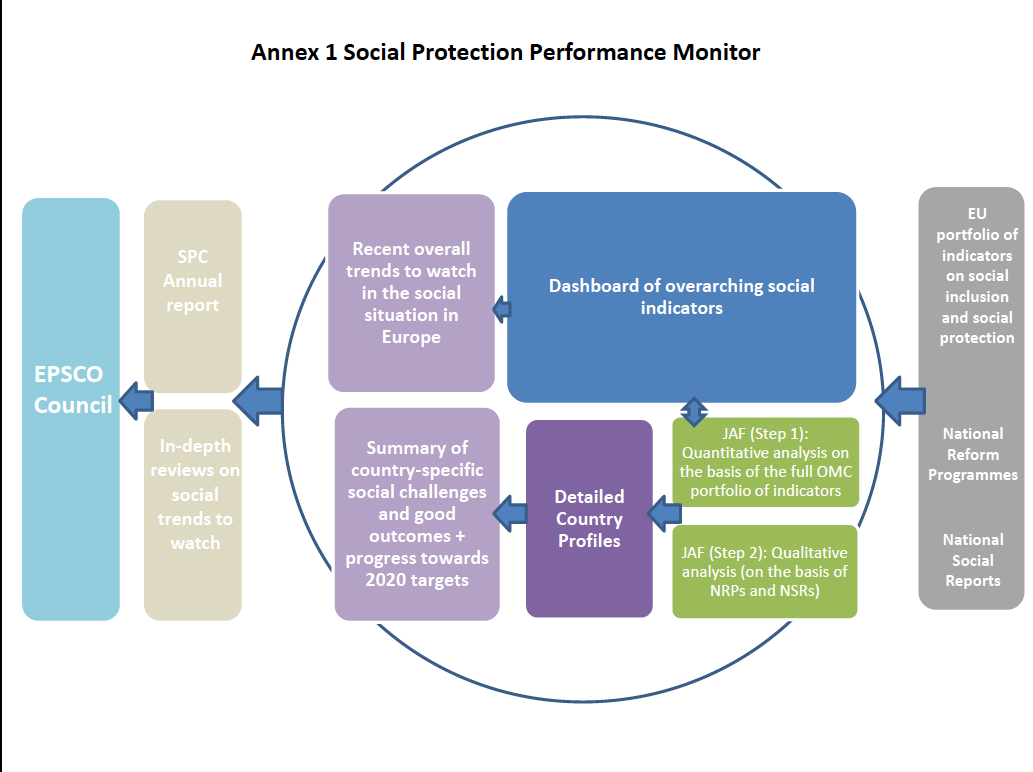 Annex 1 Social Protection Performance Monitor
EPSCO
Council
SPC
Annual
report
In-depth
reviews on
social
trends to
watch
Recent overall
trends to watch
in the social
situation in
Europe
Dashboard of overarching social
indicators
Summary of
country-specific
social challenges
and good
outcomes +
progress towards
2020 targets
Detailed
Country
Profiles
JAF (Step 1):
Quantitative analysis on
the basis of the full OMC
portfolio of indicators
JAF (Step 2): Qualitative
analysis (on the basis of
NRPs and NSRs)
EU
portfolio of
indicators
on social
inclusion
and social
protection
National
Reform
Programmes
National
Social
Reports